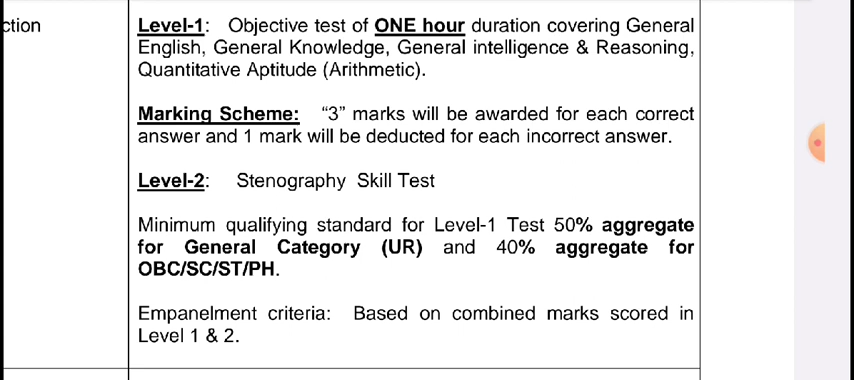 ction
Level-1: Objective test of ONE hour duration covering General
English, General Knowledge, General intelligence & Reasoning,
Quantitative Aptitude (Arithmetic).
Marking Scheme: “3” marks will be awarded for each correct
answer and 1 mark will be deducted for each incorrect answer.
Level-2: Stenography Skill Test
Minimum qualifying standard for Level-1 Test 50% aggregate
for General Category (UR) and 40% aggregate for
OBC/SC/ST/PH.
Empanelment criteria: Based on combined marks scored in
Level 1 & 2.